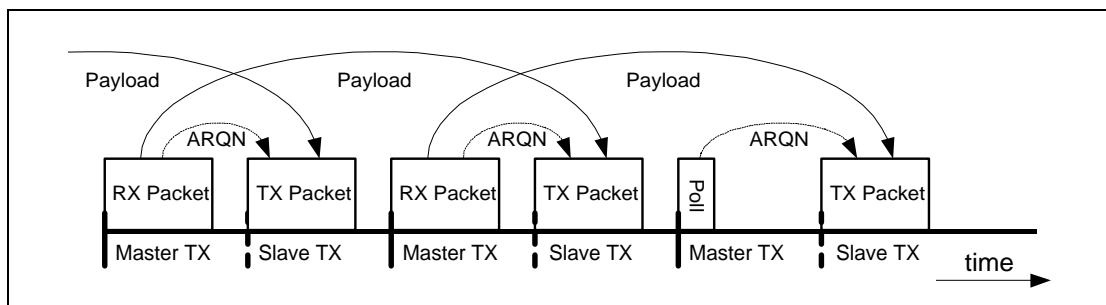 Payload Payload Payload
ARQN ARQN ARQN
RX Packet TX Packet RX Packet TX Packet Poll TX Packet
Master TX Slave TX Master TX Slave TX Master TX Slave TX
time